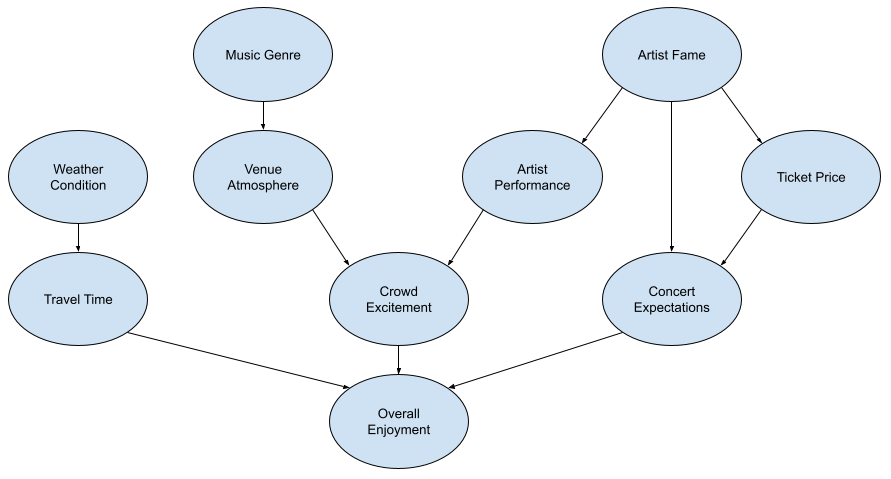 Music Genre
Artist Fame
Weather
Condition
Venue
Atmosphere
Artist
Performance
Ticket Price
Travel Time
Crowd
Excitement
Concert
Expectations
Overall
Enjoyment